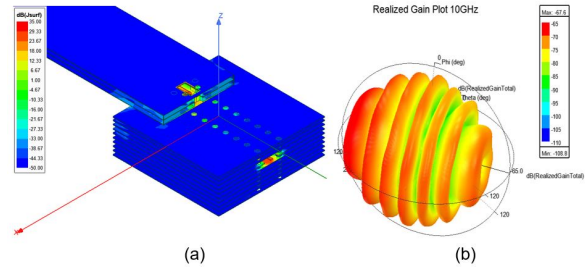 dB(Jsurf)
35.00
29.33
23.67
18.00
12.33
6.67
1.00
-4.67
-10.33
-16.00
-21.67
-27.33
-33.00
-38.67
-44.33
-50.00
Z
X
(a)
Realized Gain Plot 10GHz
0
Phi (deg)
dB(RealizedGainTotal)
Theta (deg)
120
-85.0
dB(RealizedGainTotal)
-120
120
Max: -67.6
-65
-70
-75
-80
-85
-90
-95
-100
-105
-110
Min: -108.8
(b)